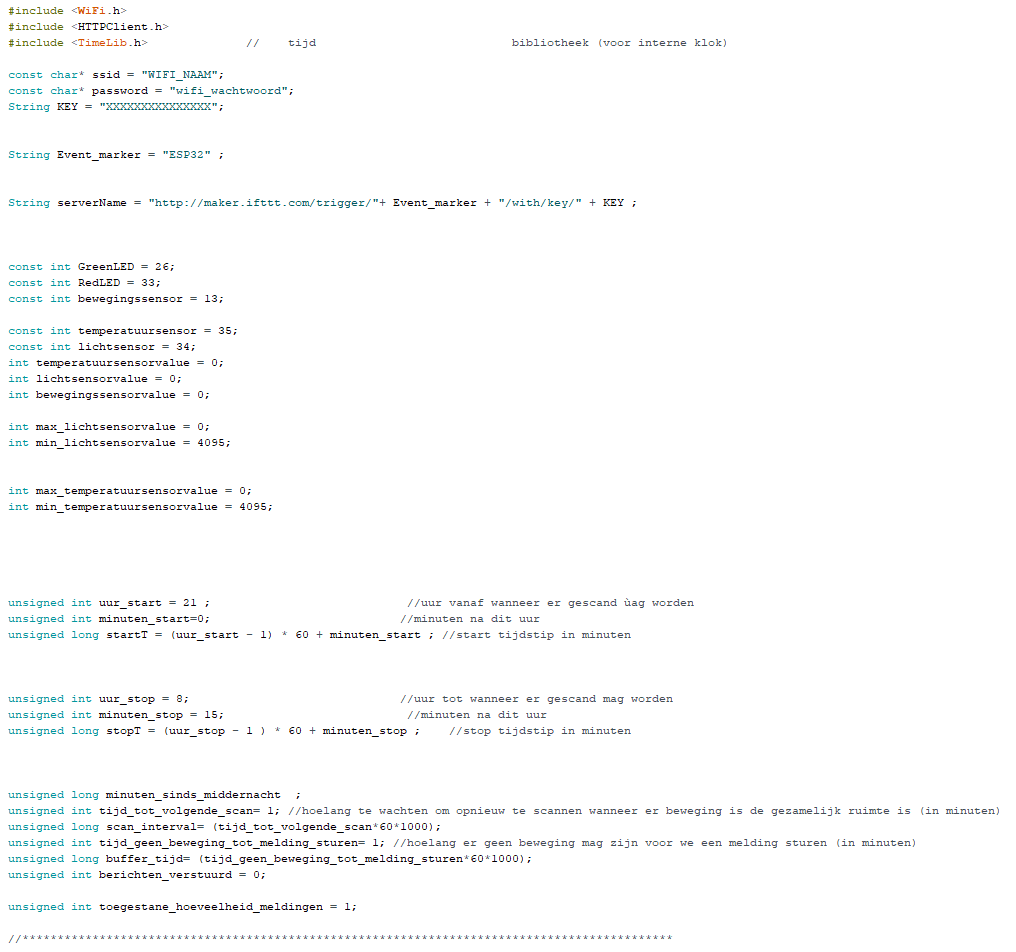 #include <WiFi.h>
#include <HTTPClient.h>
#include <TimeLib.h> // tijd bibliotheek (voor interne klok)
const char* ssid = "WIFI_NAAM";
const char* password = "wifi_wachtwoord";
String KEY = "XXXXXXXXXXXXXXX";
String Event_marker = "ESP32" ;
String serverName = "http://maker.ifttt.com/trigger/"+ Event_marker + "/with/key/" + KEY ;
const int GreenLED = 26;
const int RedLED = 33;
const int bewegingssensor = 13;
const int temperatuursensor = 35;
const int lichtsensor = 34;
int temperatuursensorvalue = 0;
int lichtsensorvalue = 0;
int bewegingssensorvalue = 0;
int max_lichtsensorvalue = 0;
int min_lichtsensorvalue = 4095;
int max_temperatuursensorvalue = 0;
int min_temperatuursensorvalue = 4095;
unsigned int uur_start = 21 ; //uur vanaf wanneer er gescand ùag worden
unsigned int minuten_start=0; //minuten na dit uur
unsigned long startT = (uur_start - 1) * 60 + minuten_start ; //start tijdstip in minuten
unsigned int uur_stop = 8; //uur tot wanneer er gescand mag worden
unsigned int minuten_stop = 15; //minuten na dit uur
unsigned long stopT = (uur_stop - 1 ) * 60 + minuten_stop ; //stop tijdstip in minuten
unsigned long minuten_sinds_middernacht ;
unsigned int tijd_tot_volgende_scan= 1; //hoelang te wachten om opnieuw te scannen wanneer er beweging is de gezamelijk ruimte is (in minuten)
unsigned long scan_interval= (tijd_tot_volgende_scan*60*1000);
unsigned int tijd_geen_beweging_tot_melding_sturen= 1; //hoelang er geen beweging mag zijn voor we een melding sturen (in minuten)
unsigned long buffer_tijd= (tijd_geen_beweging_tot_melding_sturen*60*1000);
unsigned int berichten_verstuurd = 0;
unsigned int toegestane_hoeveelheid_meldingen = 1;
//*********************************************************************************************